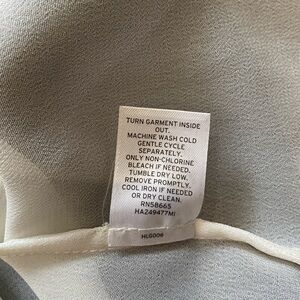 TURN GARMENT INSIDE
OUT.
MACHINE WASH COLD
GENTLE CYCLE
SEPARATELY.
ONLY NON-CHLORINE
BLEACH IF NEEDED.
TUMBLE DRY LOW.
REMOVE PROMPTLY.
COOL IRON IF NEEDED
OR DRY CLEAN.
RN58665
HA249477MI
HLG006